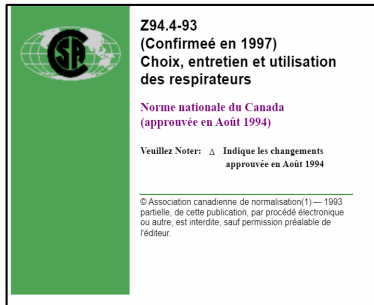 CSA
Z94.4-93
(Confirmeé en 1997)
Choix, entretien et utilisation
des respirateurs
Norme nationale du Canada
(approuvée en Août 1994)
Veuillez Noter: Δ Indique les changements
approuvée en Août 1994
© Association canadienne de normalisation(1) — 1993
partielle, de cette publication, par procédé électronique
ou autre, est interdite, sauf permission préalable de
l'éditeur.